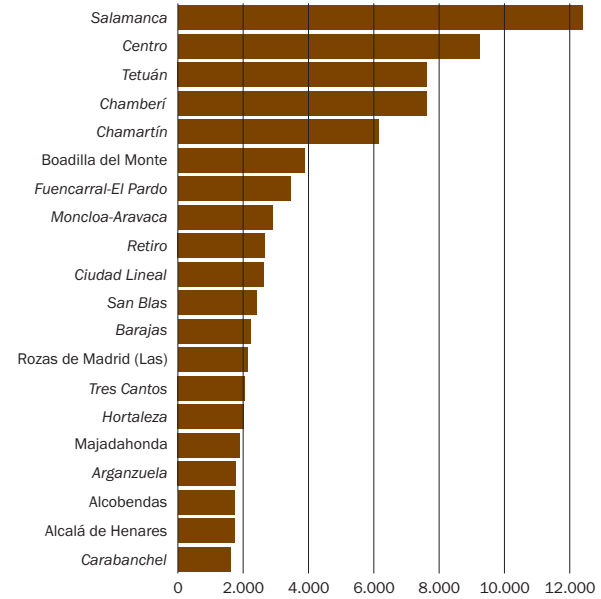 Salamanca
Centro
Tetuán
Chamberí
Chamartín
Boadilla del Monte
Fuencarral-El Pardo
Moncloa-Aravaca
Retiro
Ciudad Lineal
San Blas
Barajas
Rozas de Madrid (Las)
Tres Cantos
Hortaleza
Majadahonda
Arganzuela
Alcobendas
Alcalá de Henares
Carabanchel
0 2.000 4.000 6.000 8.000 10.000 12.000